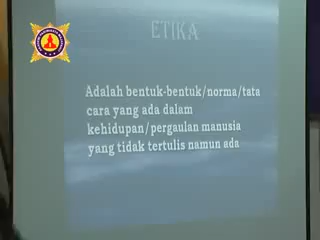 ETIKA
Adalah bentuk-bentuk/norma/tata
cara yang ada dalam
kehidupan/pergaulan manusia
yang tidak tertulis namun ada